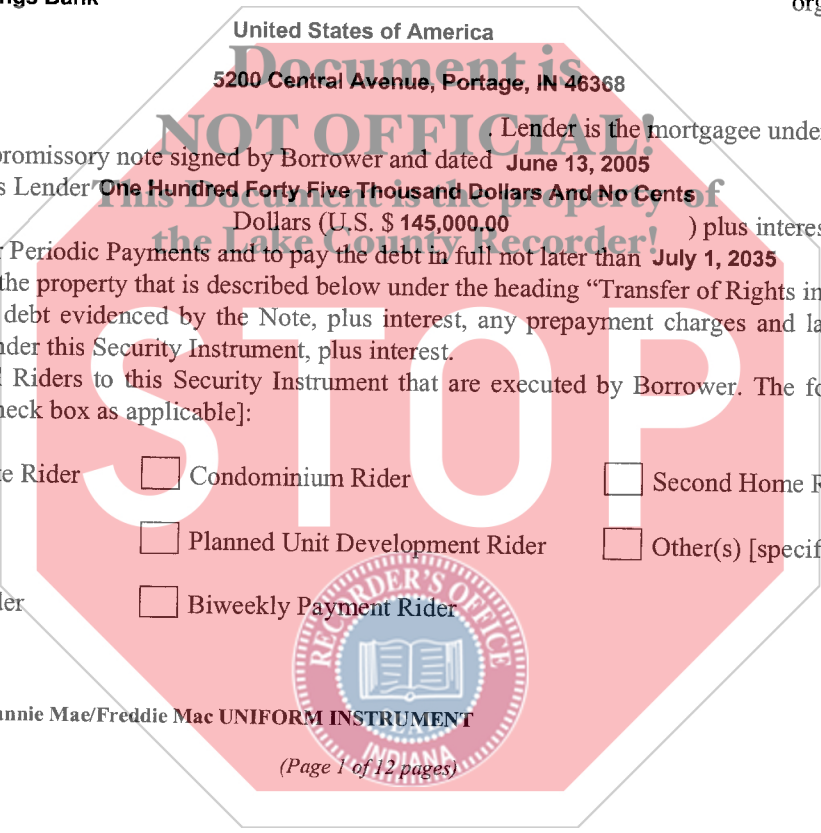 ngs Bank
org
United States of America
5200 Central Avenue, Portage, IN 46368
Document is
NOT OFFICIAL!
This Document is the property of
the Lake County Recorder!
. Lender is the mortgagee unde
promissory note signed by Borrower and dated June 13, 2005
s Lender One Hundred Forty Five Thousand Dollars And No Cents
Dollars (U.S. $ 145,000.00 ) plus interes
Periodic Payments and to pay the debt in full not later than July 1, 2035
the property that is described below under the heading “Transfer of Rights in
debt evidenced by the Note, plus interest, any prepayment charges and la
nder this Security Instrument, plus interest.
Riders to this Security Instrument that are executed by Borrower. The fo
heck box as applicable]:
STOP
e Rider Condominium Rider Second Home R
Planned Unit Development Rider Other(s) [specif
der Biweekly Payment Rider
RECORDER'S OFFICE
SEAL
INDIANA
annie Mae/Freddie Mac UNIFORM INSTRUMENT
(Page 1 of 12 pages)